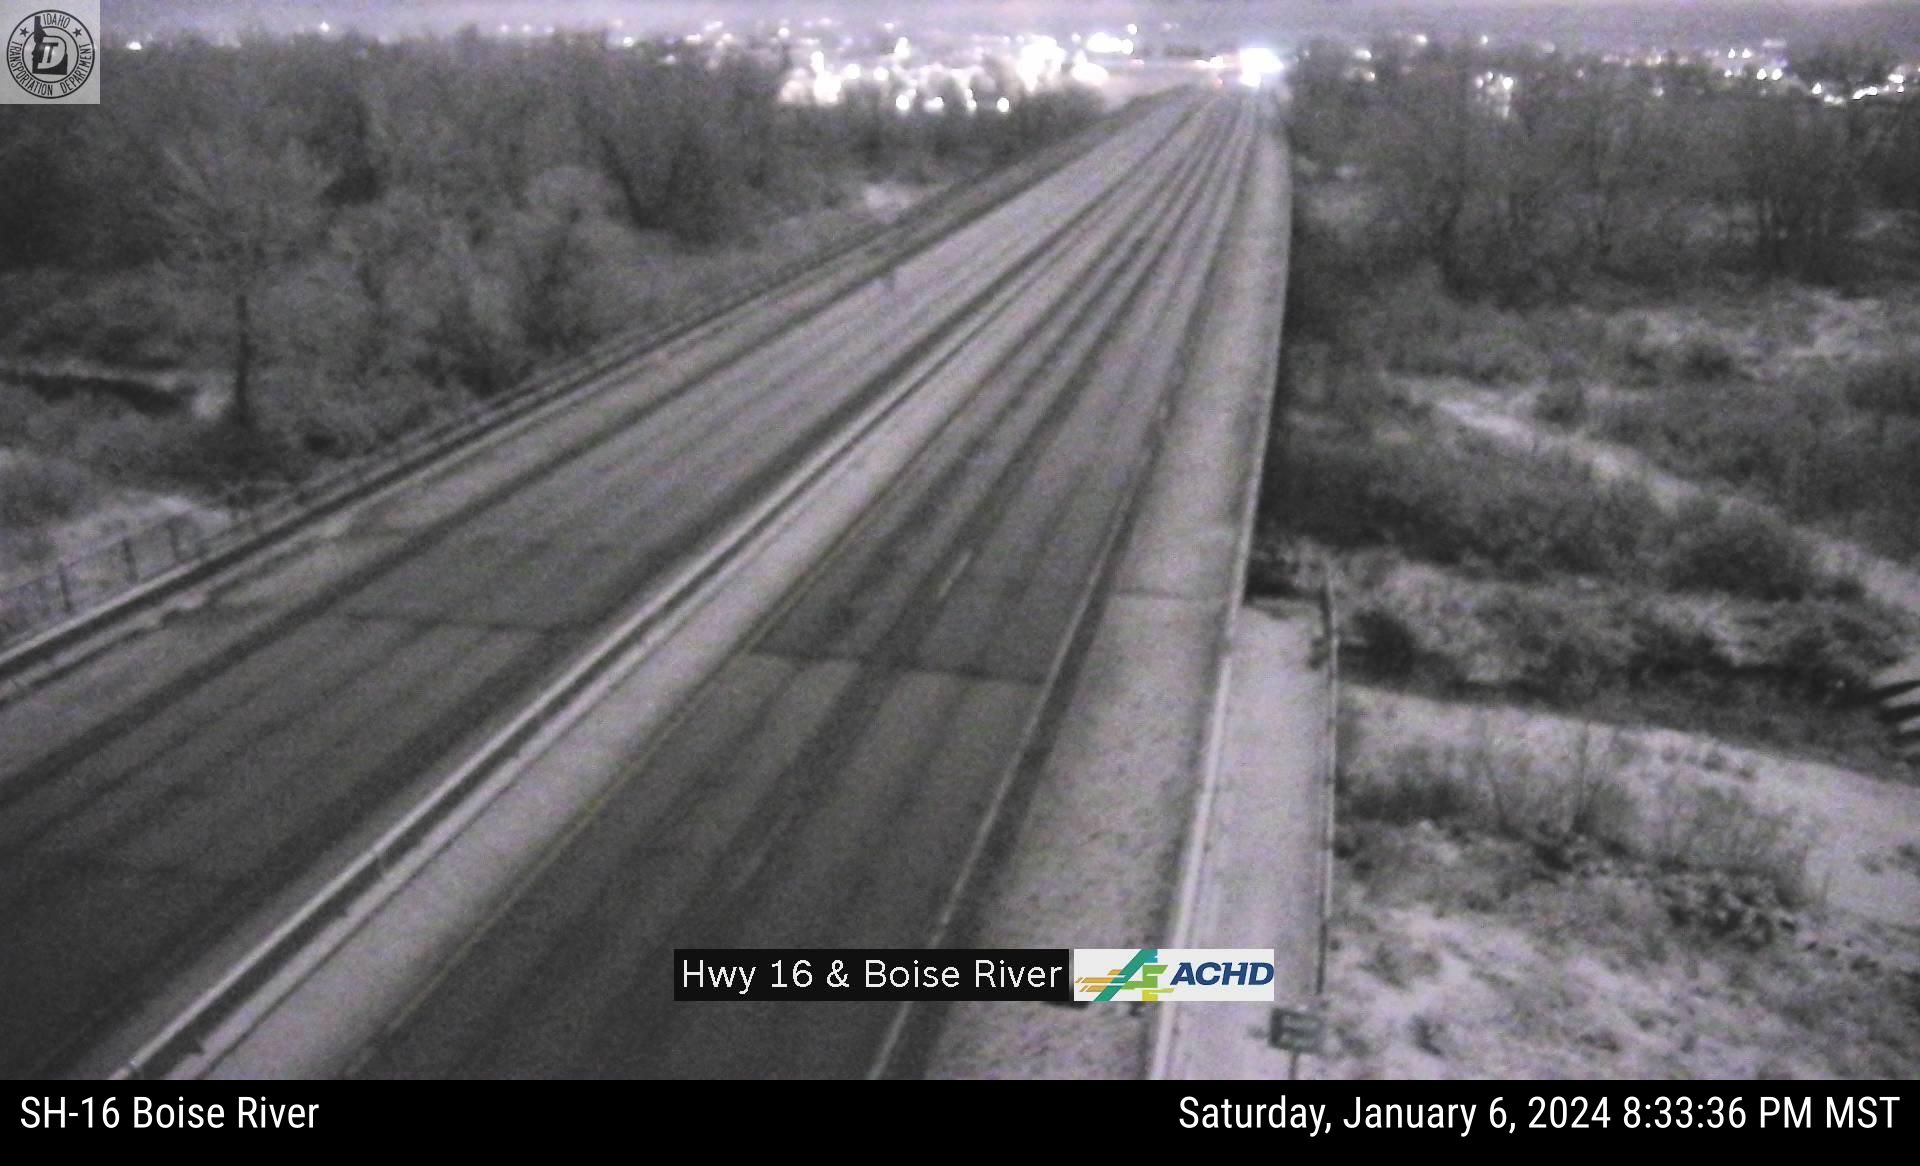 IDAHO
TRANSPORTATION DEPARTMENT
Hwy 16 & Boise River
ACHD
SH-16 Boise River
Saturday, January 6, 2024 8:33:36 PM MST